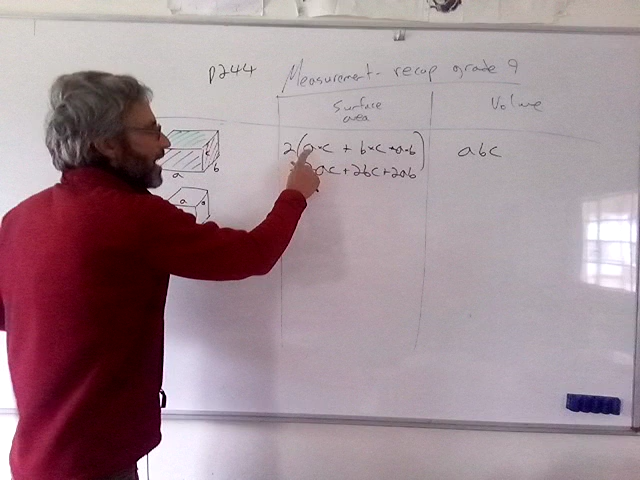 p244 Measurement - recap grade 9
Surface area
Volume
2(a×c + b×c + a·b)
2ac + 2bc + 2ab
abc
a
b
c
a